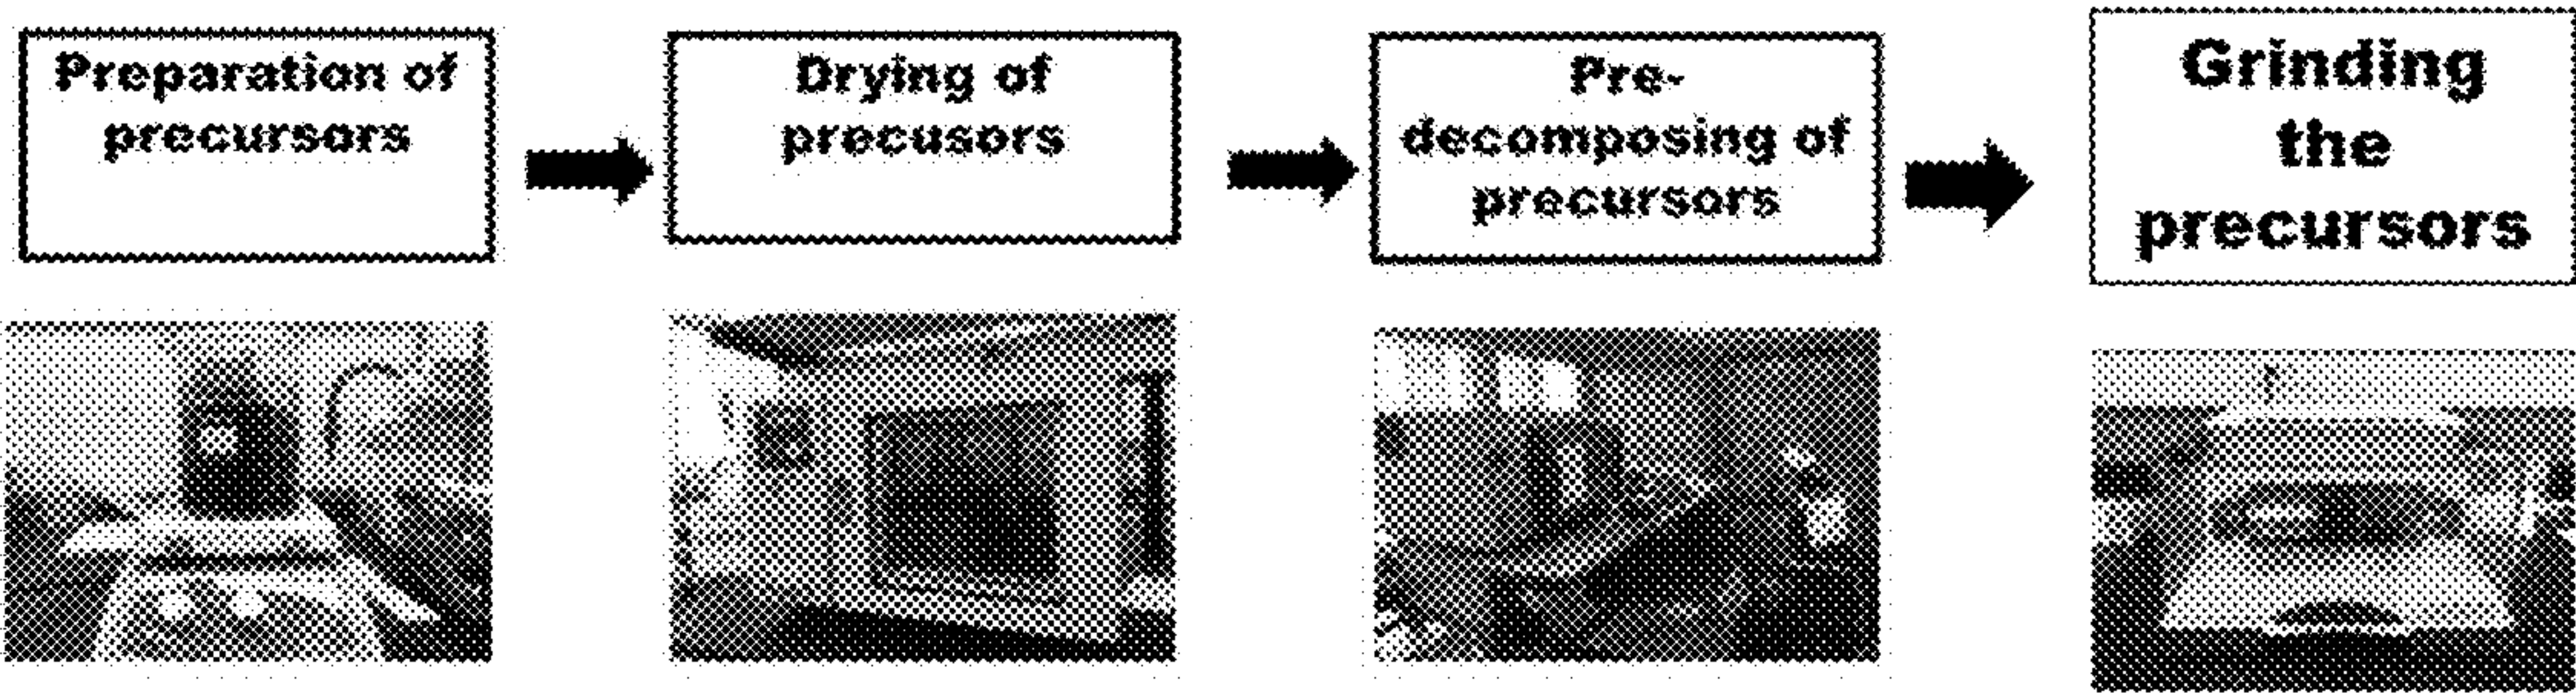 Preparation of
precursors
Drying of
precusors
Pre-
decomposing of
precursors
Grinding
the
precursors